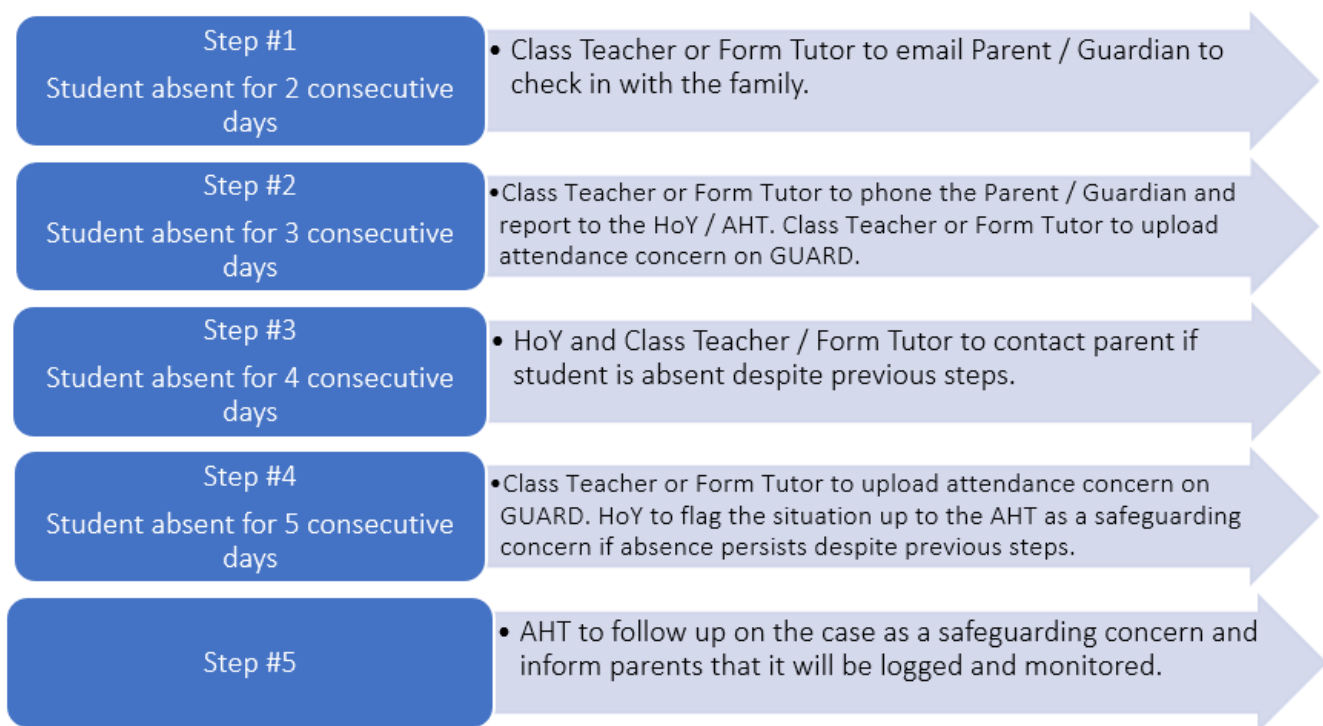 Step #1
Student absent for 2 consecutive
days
• Class Teacher or Form Tutor to email Parent / Guardian to
check in with the family.
Step #2
Student absent for 3 consecutive
days
•Class Teacher or Form Tutor to phone the Parent / Guardian and
report to the HoY / AHT. Class Teacher or Form Tutor to upload
attendance concern on GUARD.
Step #3
Student absent for 4 consecutive
days
• HoY and Class Teacher / Form Tutor to contact parent if
student is absent despite previous steps.
Step #4
Student absent for 5 consecutive
days
•Class Teacher or Form Tutor to upload attendance concern on
GUARD. HoY to flag the situation up to the AHT as a safeguarding
concern if absence persists despite previous steps.
Step #5
• AHT to follow up on the case as a safeguarding concern and
inform parents that it will be logged and monitored.